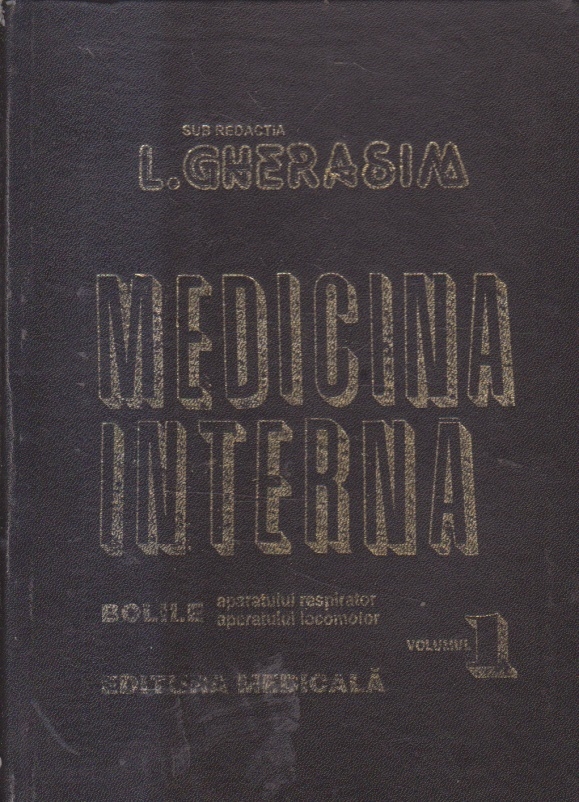 SUB REDACTIA
L. GHERASIM
MEDICINA
INTERNA
BOLILE aparatului respirator
aparatului locomotor
VOLUMUL 1
EDITURA MEDICALĂ